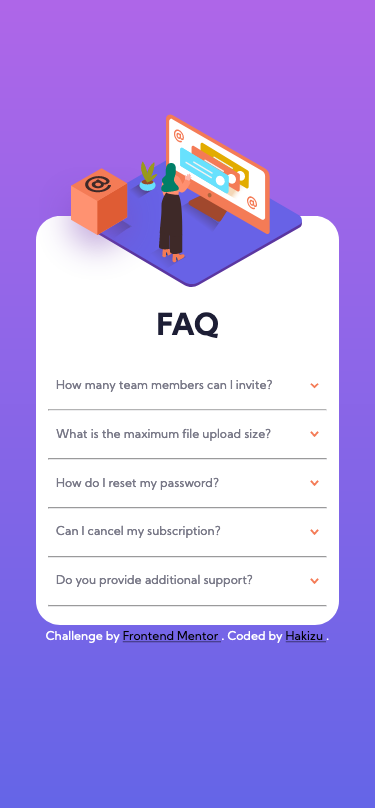 FAQ
How many team members can I invite?
What is the maximum file upload size?
How do I reset my password?
Can I cancel my subscription?
Do you provide additional support?
Challenge by Frontend Mentor . Coded by Hakizu .